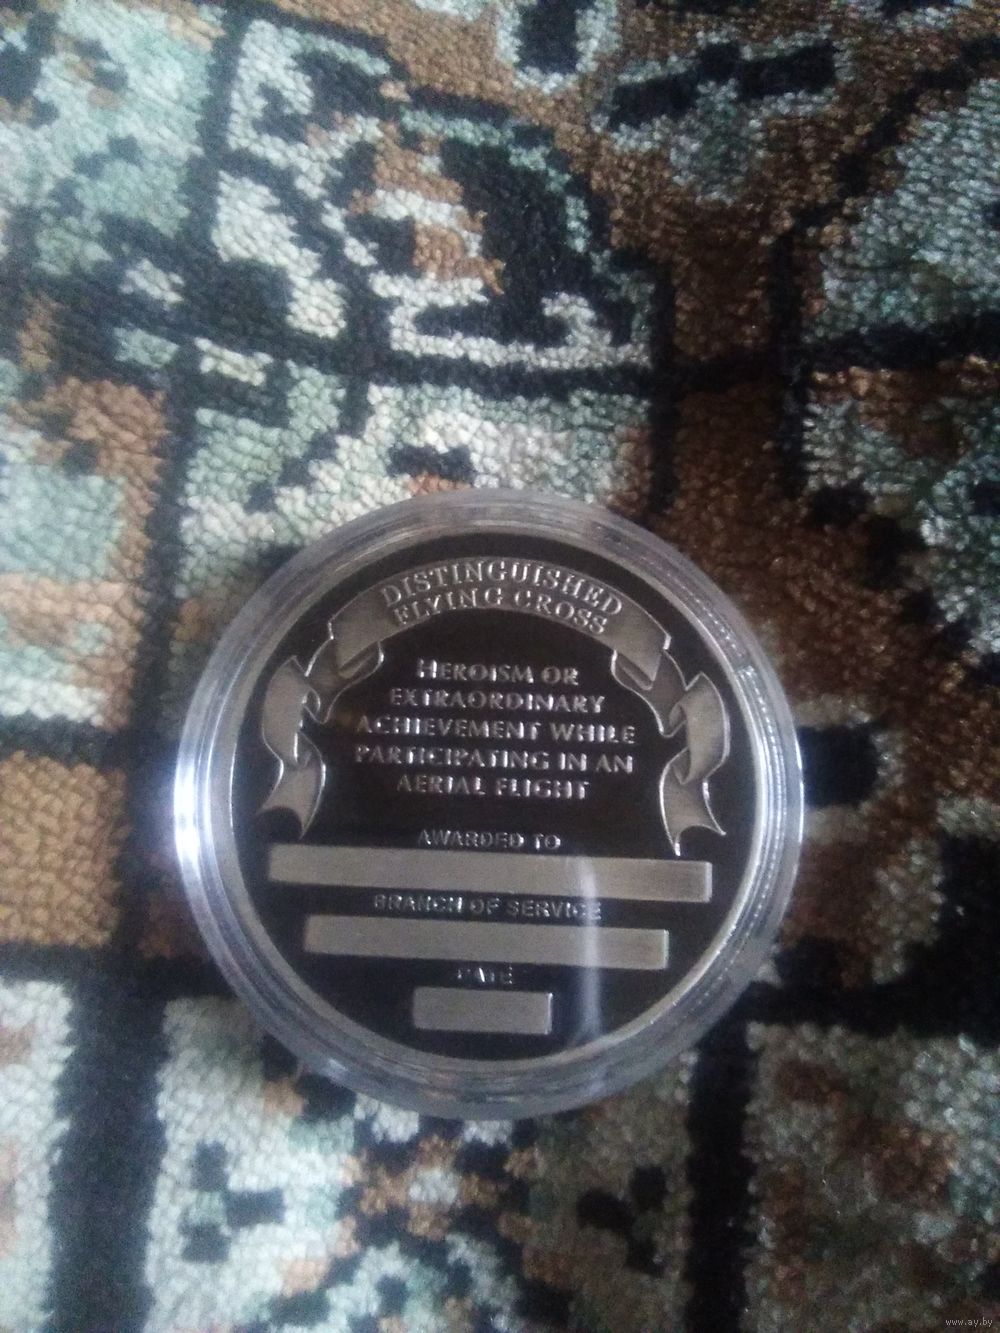 DISTINGUISHED
FLYING CROSS
HEROISM OR
EXTRAORDINARY
ACHIEVEMENT WHILE
PARTICIPATING IN AN
AERIAL FLIGHT
AWARDED TO
BRANCH OF SERVICE
DATE
www.ay.by